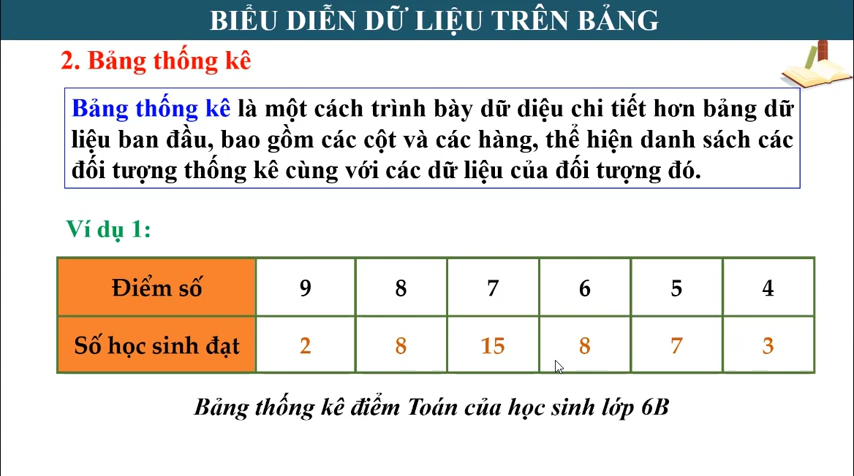 BIỂU DIỄN DỮ LIỆU TRÊN BẢNG
2. Bảng thống kê
Bảng thống kê là một cách trình bày dữ diệu chi tiết hơn bảng dữ
liệu ban đầu, bao gồm các cột và các hàng, thể hiện danh sách các
đối tượng thống kê cùng với các dữ liệu của đối tượng đó.
Ví dụ 1:
Điểm số 9 8 7 6 5 4
Số học sinh đạt 2 8 15 8 7 3
Bảng thống kê điểm Toán của học sinh lớp 6B